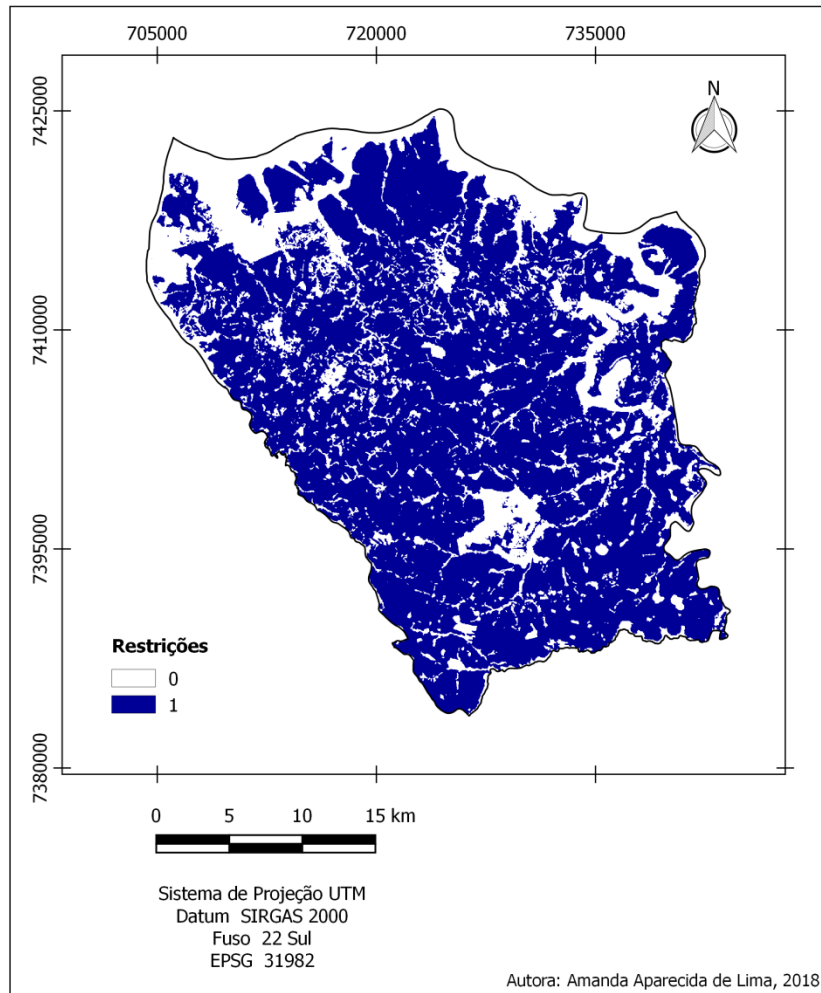 705000 720000 735000
N
7425000
7410000
7395000
7380000
Restrições
0
1
0 5 10 15 km
Sistema de Projeção UTM
Datum SIRGAS 2000
Fuso 22 Sul
EPSG 31982
Autora: Amanda Aparecida de Lima, 2018